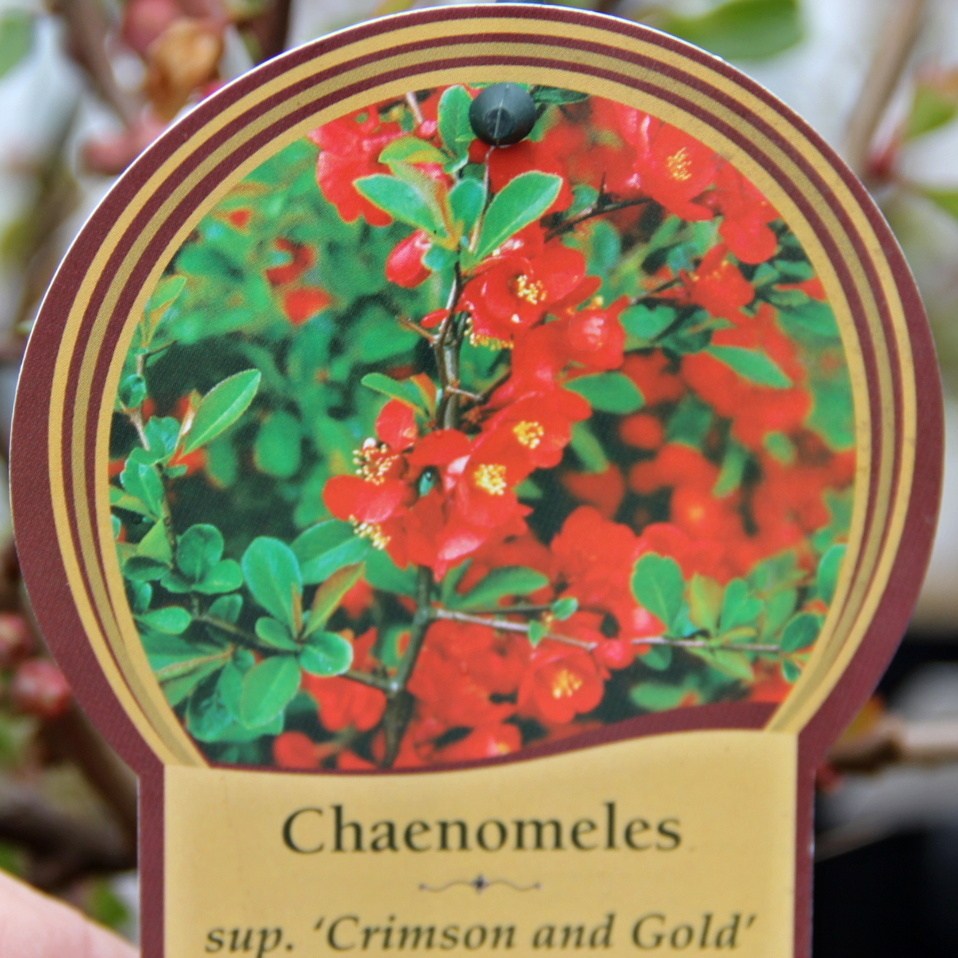 Chaenomeles
sup. ‘Crimson and Gold’